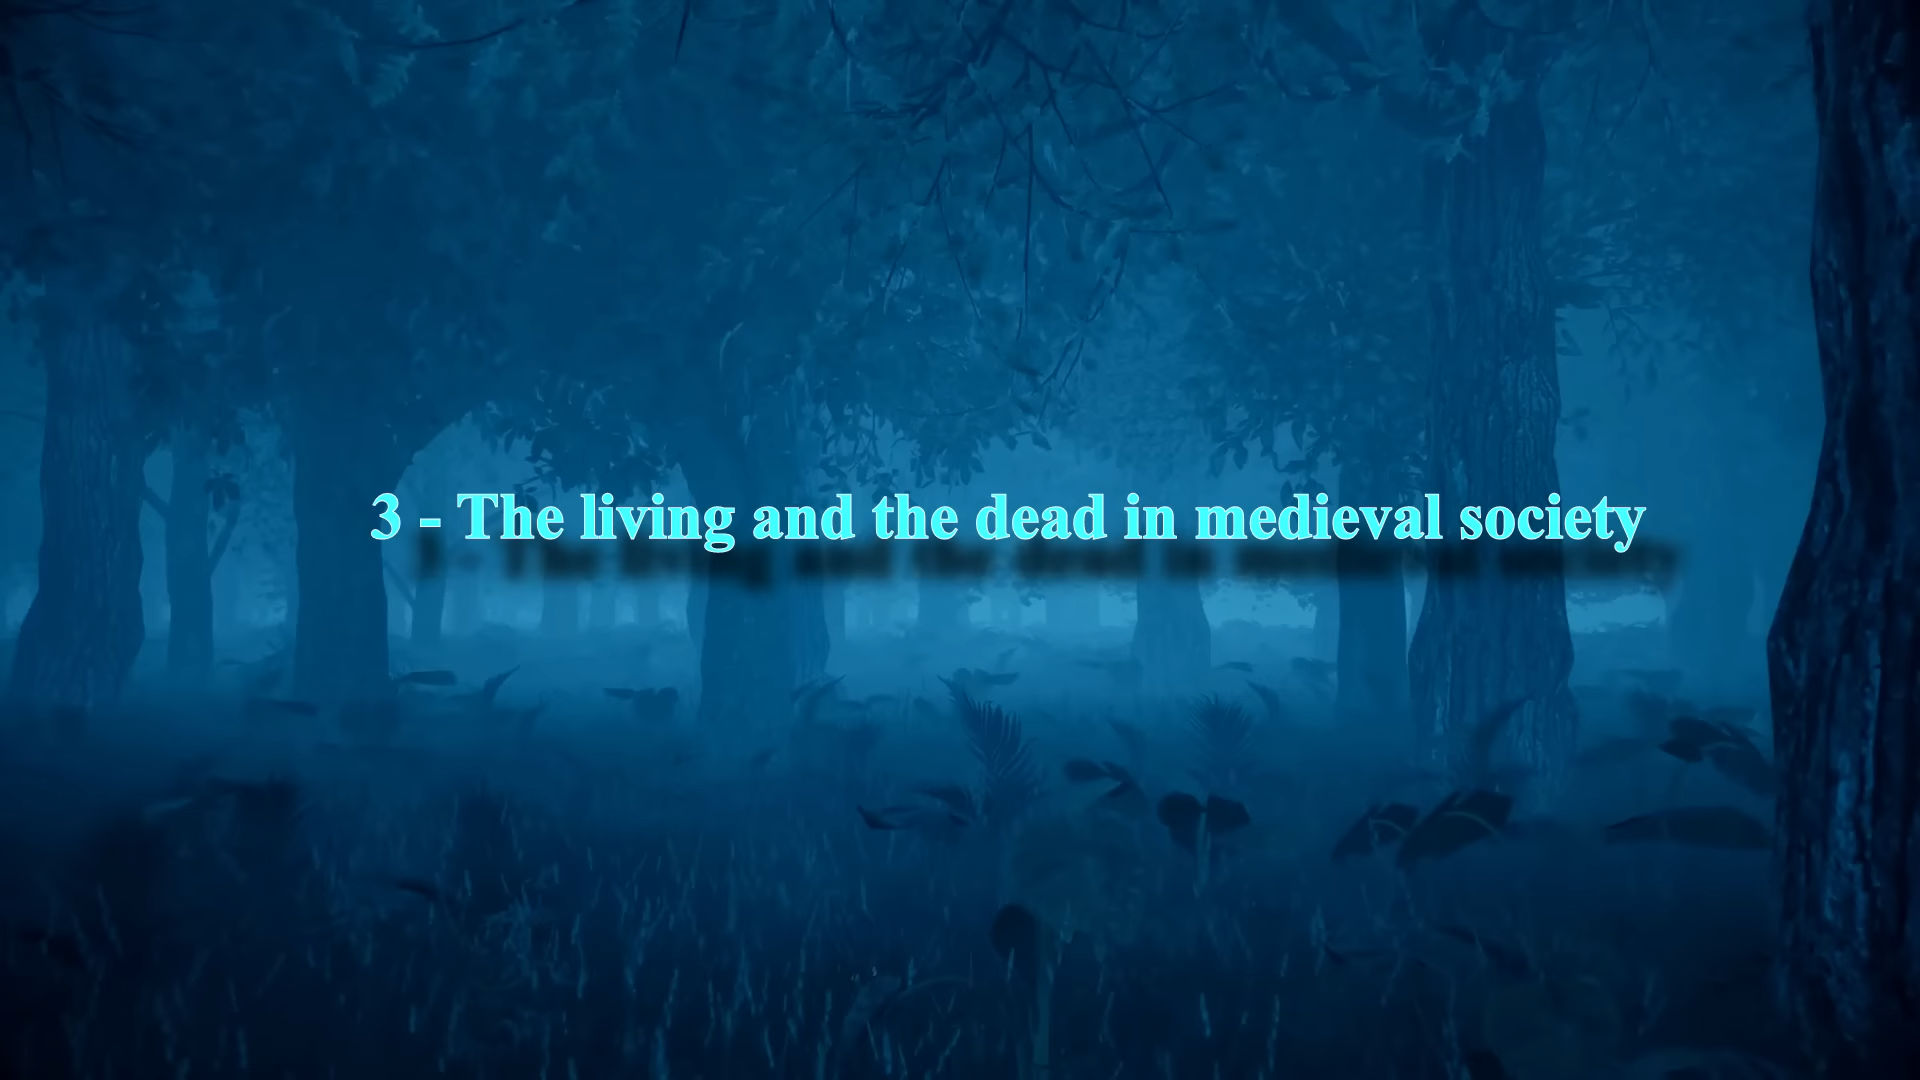 3 - The living and the dead in medieval society